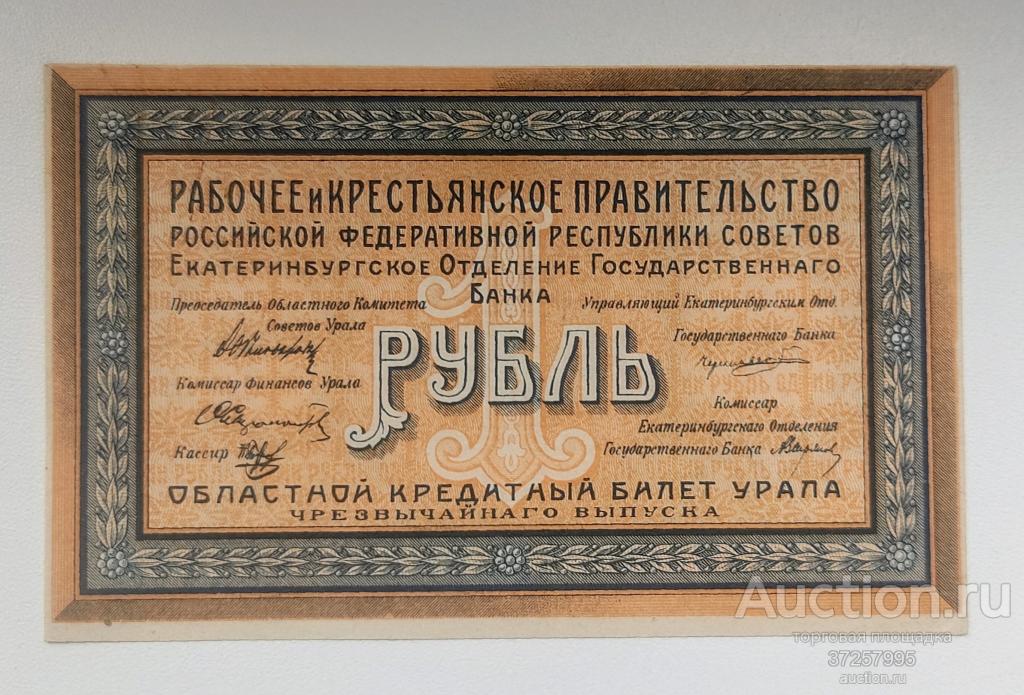 РАБОЧЕЕ и КРЕСТЬЯНСКОЕ ПРАВИТЕЛЬСТВО
РОССИЙСКОЙ ФЕДЕРАТИВНОЙ РЕСПУБЛИКИ СОВЕТОВ
ЕКАТЕРИНБУРГСКОЕ ОТДЕЛЕНИЕ ГОСУДАРСТВЕННАГО
БАНКА
Председатель Областного Комитета
Советов Урала
Управляющий Екатеринбургским Отд.
Государственнаго Банка
1
РУБЛЬ
Комиссар Финансов Урала
Комиссар
Екатеринбургскаго Отделения
Государственнаго Банка
Кассир
ОБЛАСТНОЙ КРЕДИТНЫЙ БИЛЕТ УРАЛА
ЧРЕЗВЫЧАЙНАГО ВЫПУСКА
Auction.ru
торговая площадка
37257995
auction.ru